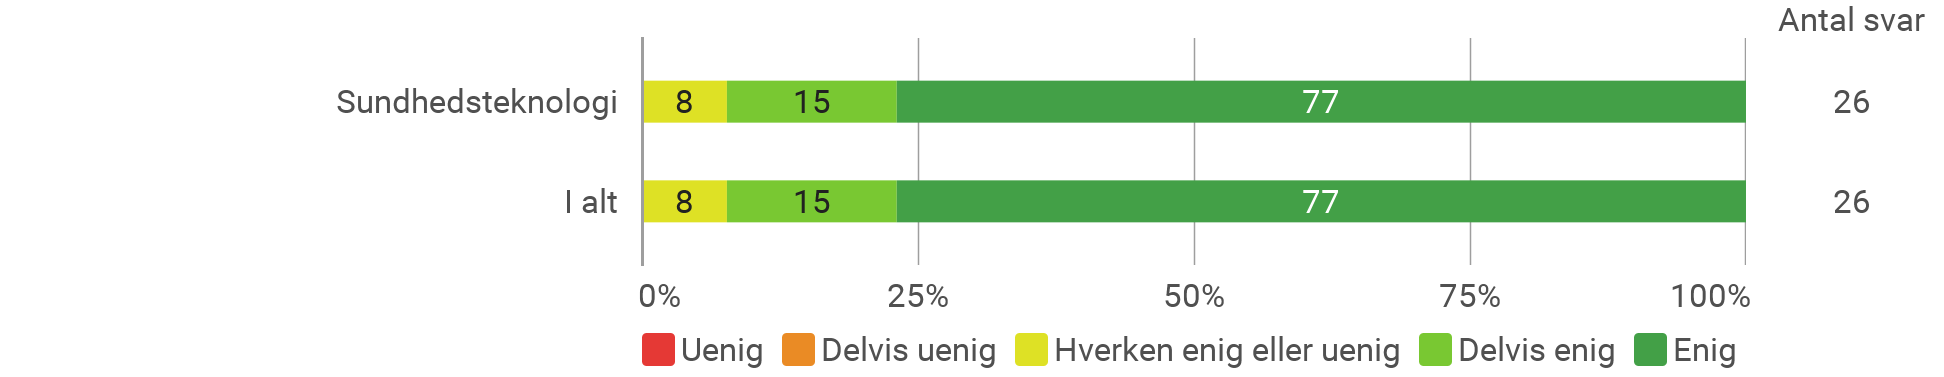 Antal svar
Sundhedsteknologi 8 15 77 26
I alt 8 15 77 26
0% 25% 50% 75% 100%
Uenig Delvis uenig Hverken enig eller uenig Delvis enig Enig